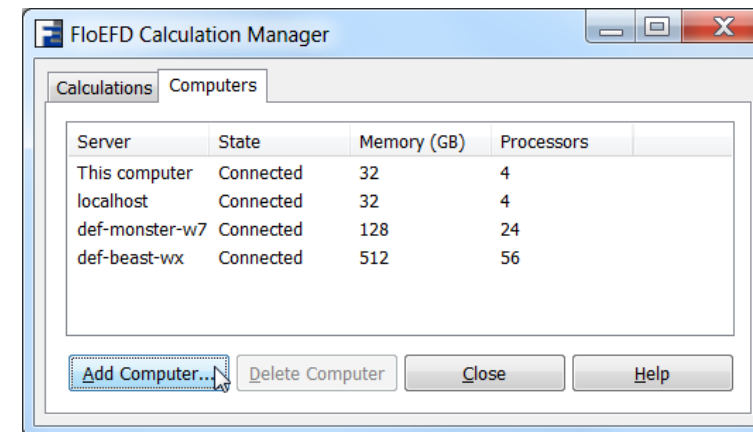 FloEFD Calculation Manager
Calculations Computers
Server State Memory (GB) Processors
This computer Connected 32 4
localhost Connected 32 4
def-monster-w7 Connected 128 24
def-beast-wx Connected 512 56
Add Computer... Delete Computer Close Help